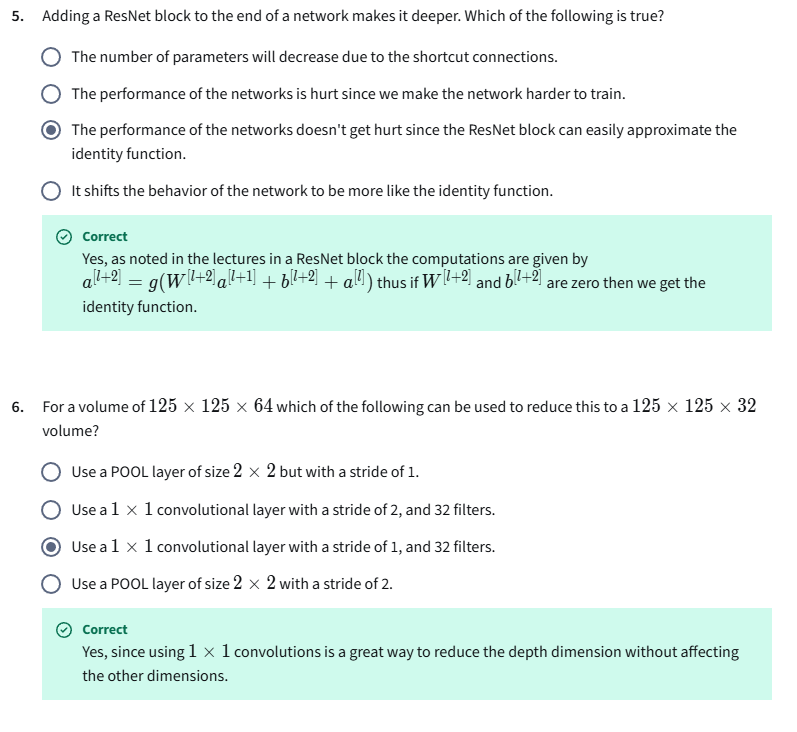 5. Adding a ResNet block to the end of a network makes it deeper. Which of the following is true?
The number of parameters will decrease due to the shortcut connections.
The performance of the networks is hurt since we make the network harder to train.
The performance of the networks doesn't get hurt since the ResNet block can easily approximate the
identity function.
It shifts the behavior of the network to be more like the identity function.
Correct
Yes, as noted in the lectures in a ResNet block the computations are given by
a^[l+2] = g(W^[l+2]a^[l+1] + b^[l+2] + a^[l]) thus if W^[l+2] and b^[l+2] are zero then we get the
identity function.
6. For a volume of 125 × 125 × 64 which of the following can be used to reduce this to a 125 × 125 × 32
volume?
Use a POOL layer of size 2 × 2 but with a stride of 1.
Use a 1 × 1 convolutional layer with a stride of 2, and 32 filters.
Use a 1 × 1 convolutional layer with a stride of 1, and 32 filters.
Use a POOL layer of size 2 × 2 with a stride of 2.
Correct
Yes, since using 1 × 1 convolutions is a great way to reduce the depth dimension without affecting
the other dimensions.